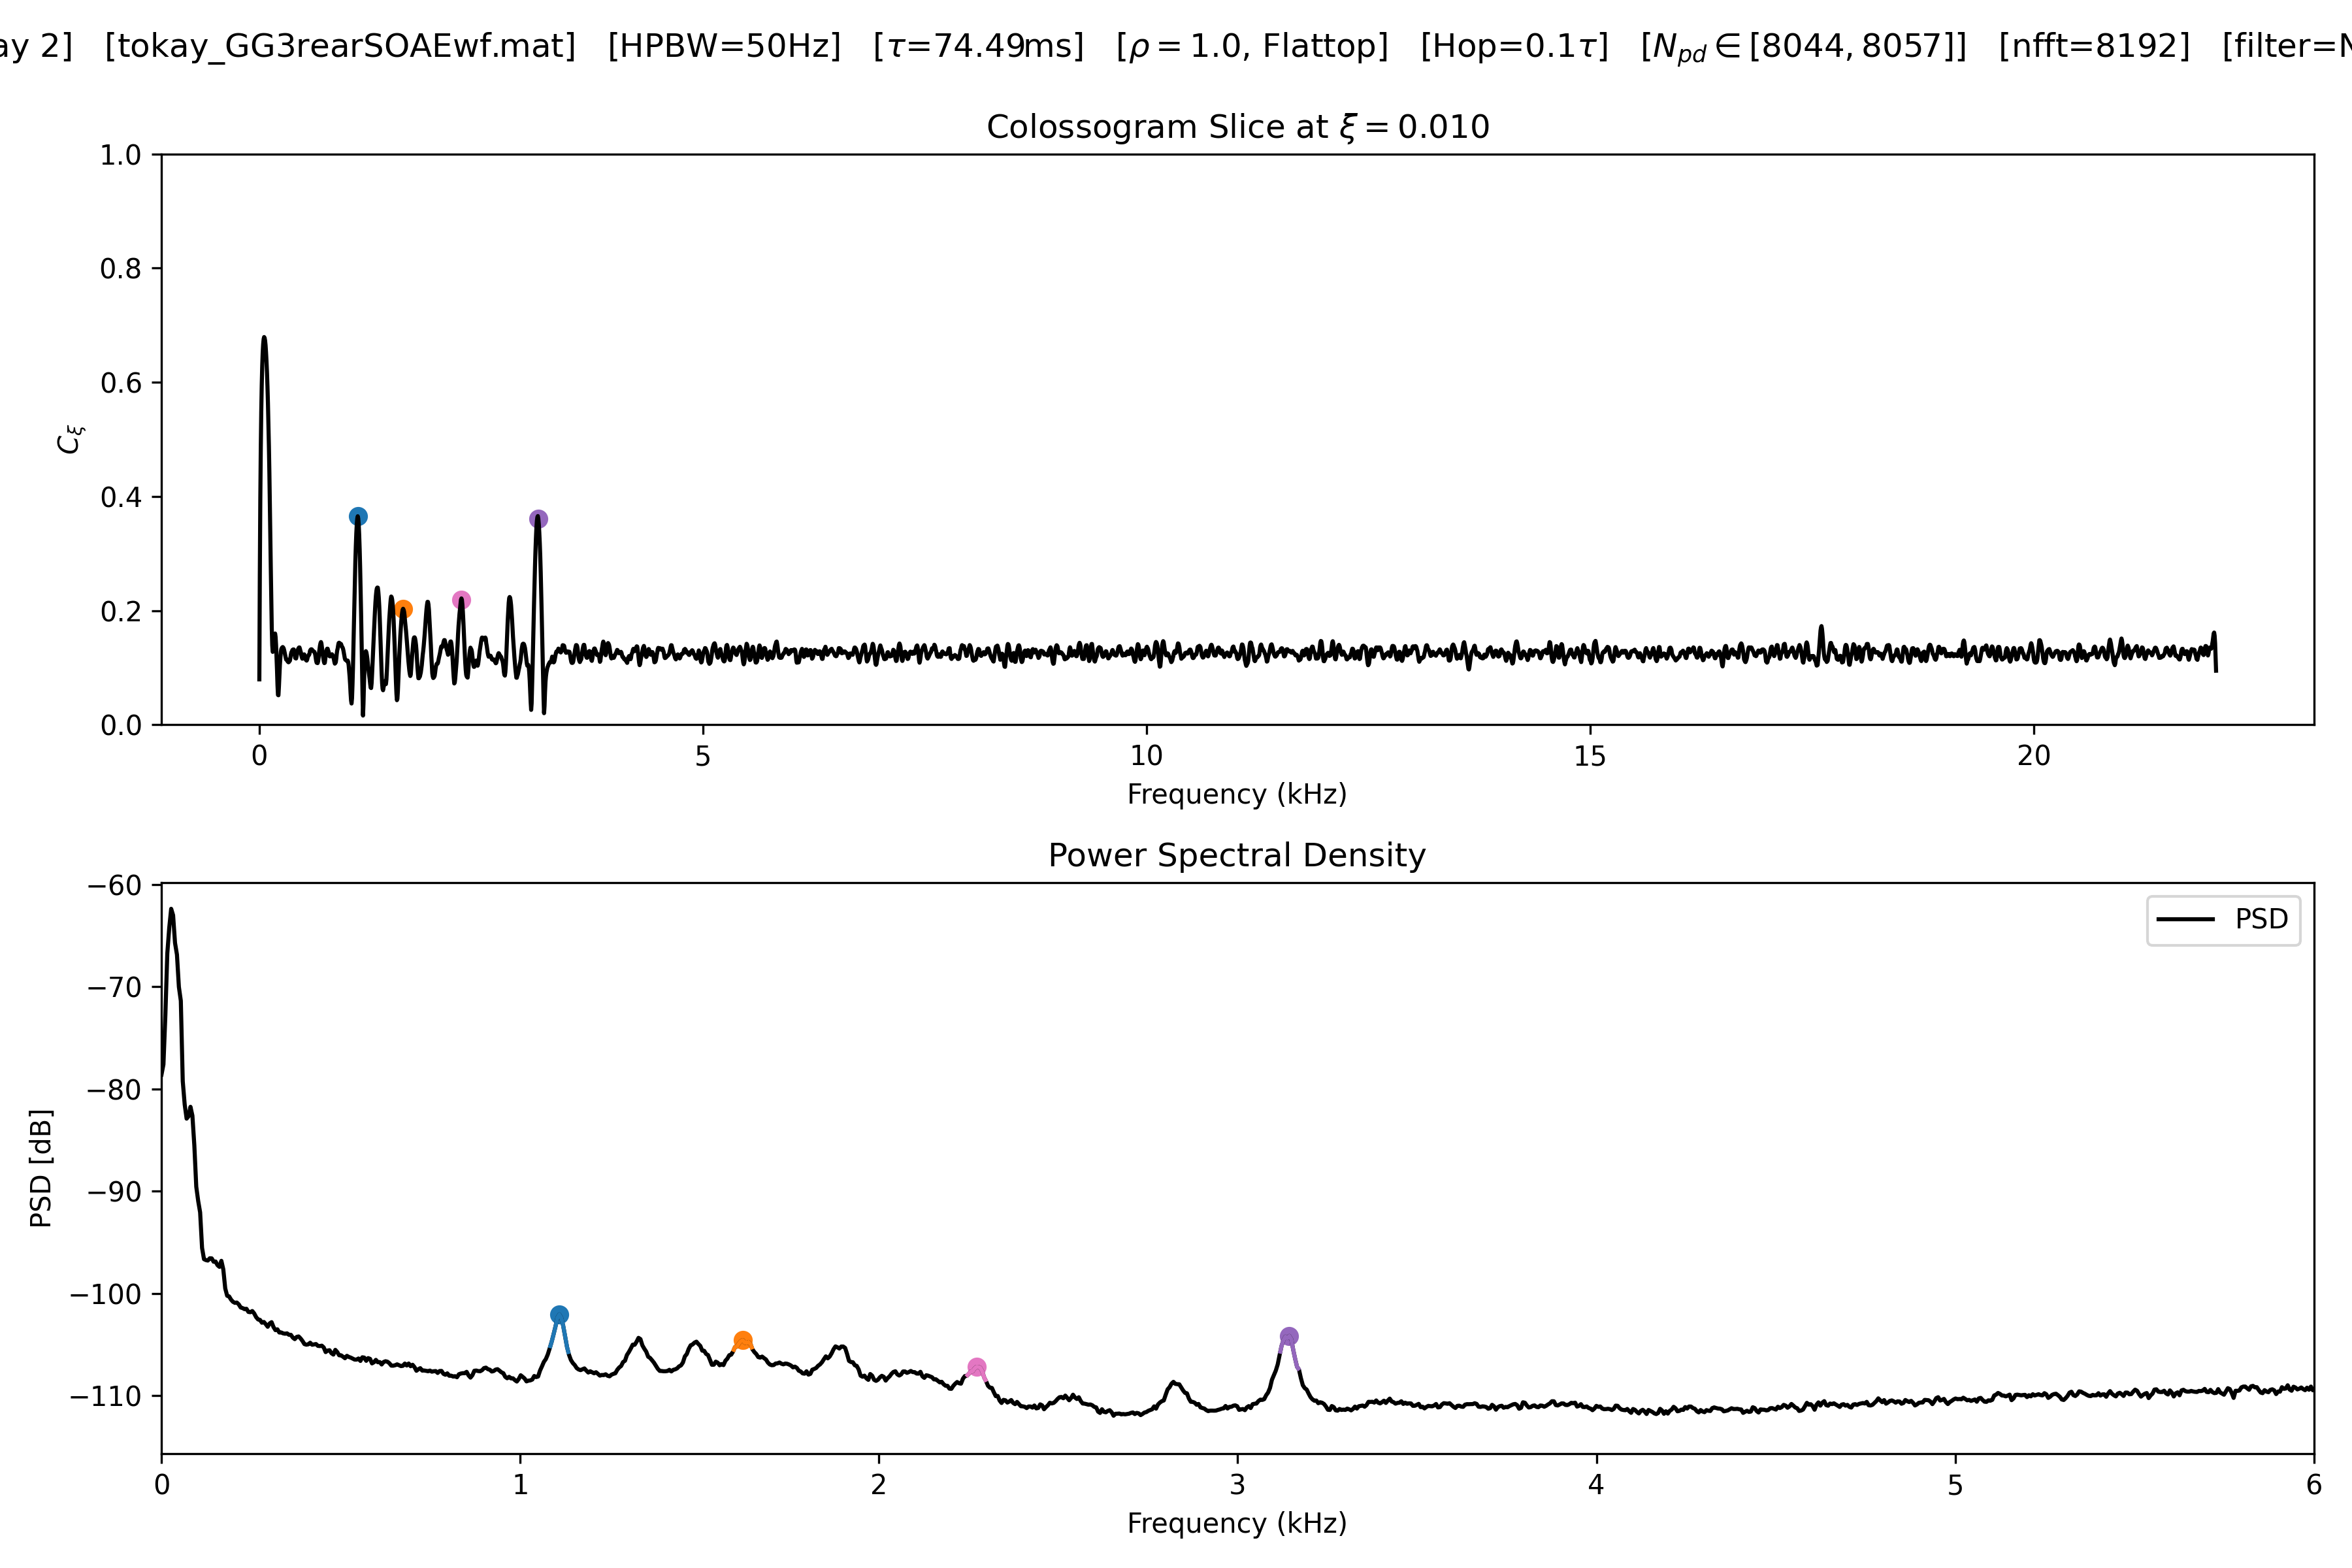 ay 2] [tokay_GG3rearSOAEwf.mat] [HPBW=50Hz] [τ=74.49ms] [ρ = 1.0, Flattop] [Hop=0.1τ] [N_pd ∈ [8044, 8057]] [nfft=8192] [filter=N
Colossogram Slice at ξ = 0.010
1.0
0.8
0.6
0.4
0.2
0.0
C_ξ
0 5 10 15 20
Frequency (kHz)
Power Spectral Density
−60
−70
−80
−90
−100
−110
PSD [dB]
PSD
0 1 2 3 4 5 6
Frequency (kHz)